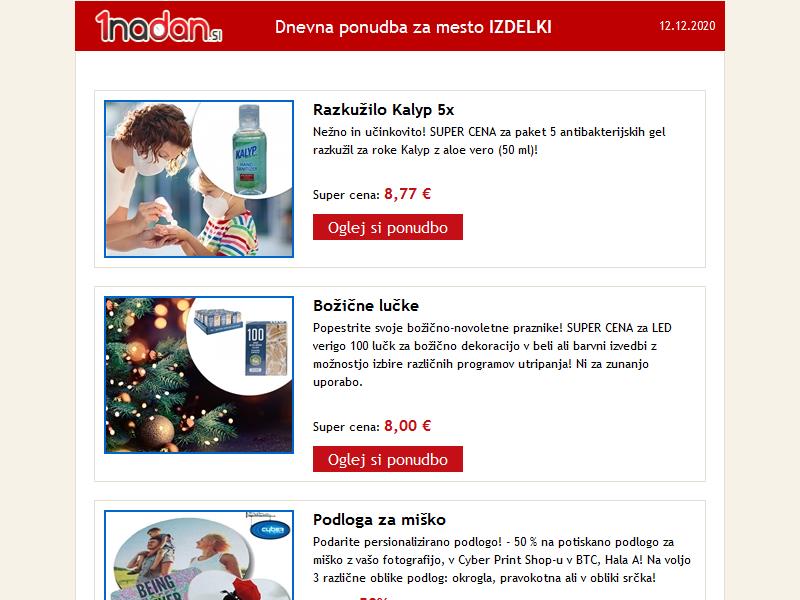 1nadan.si
Dnevna ponudba za mesto IZDELKI
12.12.2020
Razkužilo Kalyp 5x
Nežno in učinkovito! SUPER CENA za paket 5 antibakterijskih gel
razkužil za roke Kalyp z aloe vero (50 ml)!
KALYP
HAND
SANITIZER
Super cena: 8,77 €
Oglej si ponudbo
Božične lučke
Popestrite svoje božično-novoletne praznike! SUPER CENA za LED
verigo 100 lučk za božično dekoracijo v beli ali barvni izvedbi z
možnostjo izbire različnih programov utripanja! Ni za zunanjo
uporabo.
100
Super cena: 8,00 €
Oglej si ponudbo
Podloga za miško
Podarite persionalizirano podlogo! - 50 % na potiskano podlogo za
miško z vašo fotografijo, v Cyber Print Shop-u v BTC, Hala A! Na voljo
3 različne oblike podlog: okrogla, pravokotna ali v obliki srčka!
cyber
BEING